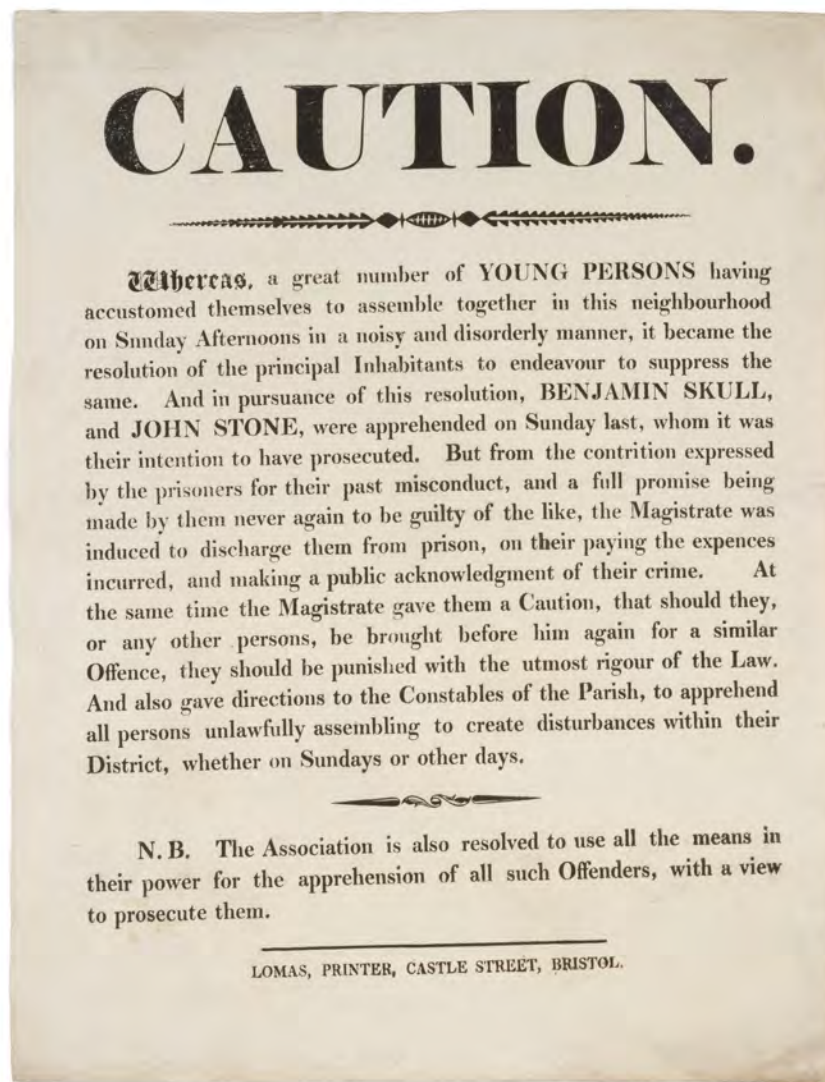 CAUTION.
Whereas, a great number of YOUNG PERSONS having
accustomed themselves to assemble together in this neighbourhood
on Sunday Afternoons in a noisy and disorderly manner, it became the
resolution of the principal Inhabitants to endeavour to suppress the
same. And in pursuance of this resolution, BENJAMIN SKULL,
and JOHN STONE, were apprehended on Sunday last, whom it was
their intention to have prosecuted. But from the contrition expressed
by the prisoners for their past misconduct, and a full promise being
made by them never again to be guilty of the like, the Magistrate was
induced to discharge them from prison, on their paying the expences
incurred, and making a public acknowledgment of their crime. At
the same time the Magistrate gave them a Caution, that should they,
or any other persons, be brought before him again for a similar
Offence, they should be punished with the utmost rigour of the Law.
And also gave directions to the Constables of the Parish, to apprehend
all persons unlawfully assembling to create disturbances within their
District, whether on Sundays or other days.
N. B. The Association is also resolved to use all the means in
their power for the apprehension of all such Offenders, with a view
to prosecute them.
LOMAS, PRINTER, CASTLE STREET, BRISTOL.